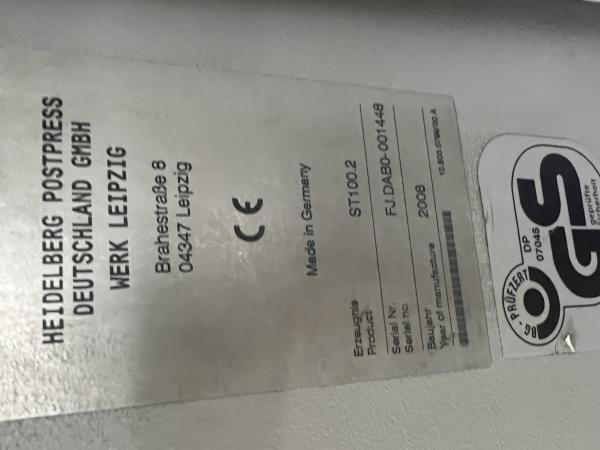 HEIDELBERG POSTPRESS
DEUTSCHLAND GMBH
WERK LEIPZIG
Brahestraße 8
04347 Leipzig
CE
Made in Germany
Erzeugnis
Product
ST100.2
Serial Nr.
Serial no.
FJ.DAB0-001448
Baujahr
Year of manufacture
2008
BG - PRÜFZERT
DP
07045
GS
geprüfte
Sicherheit